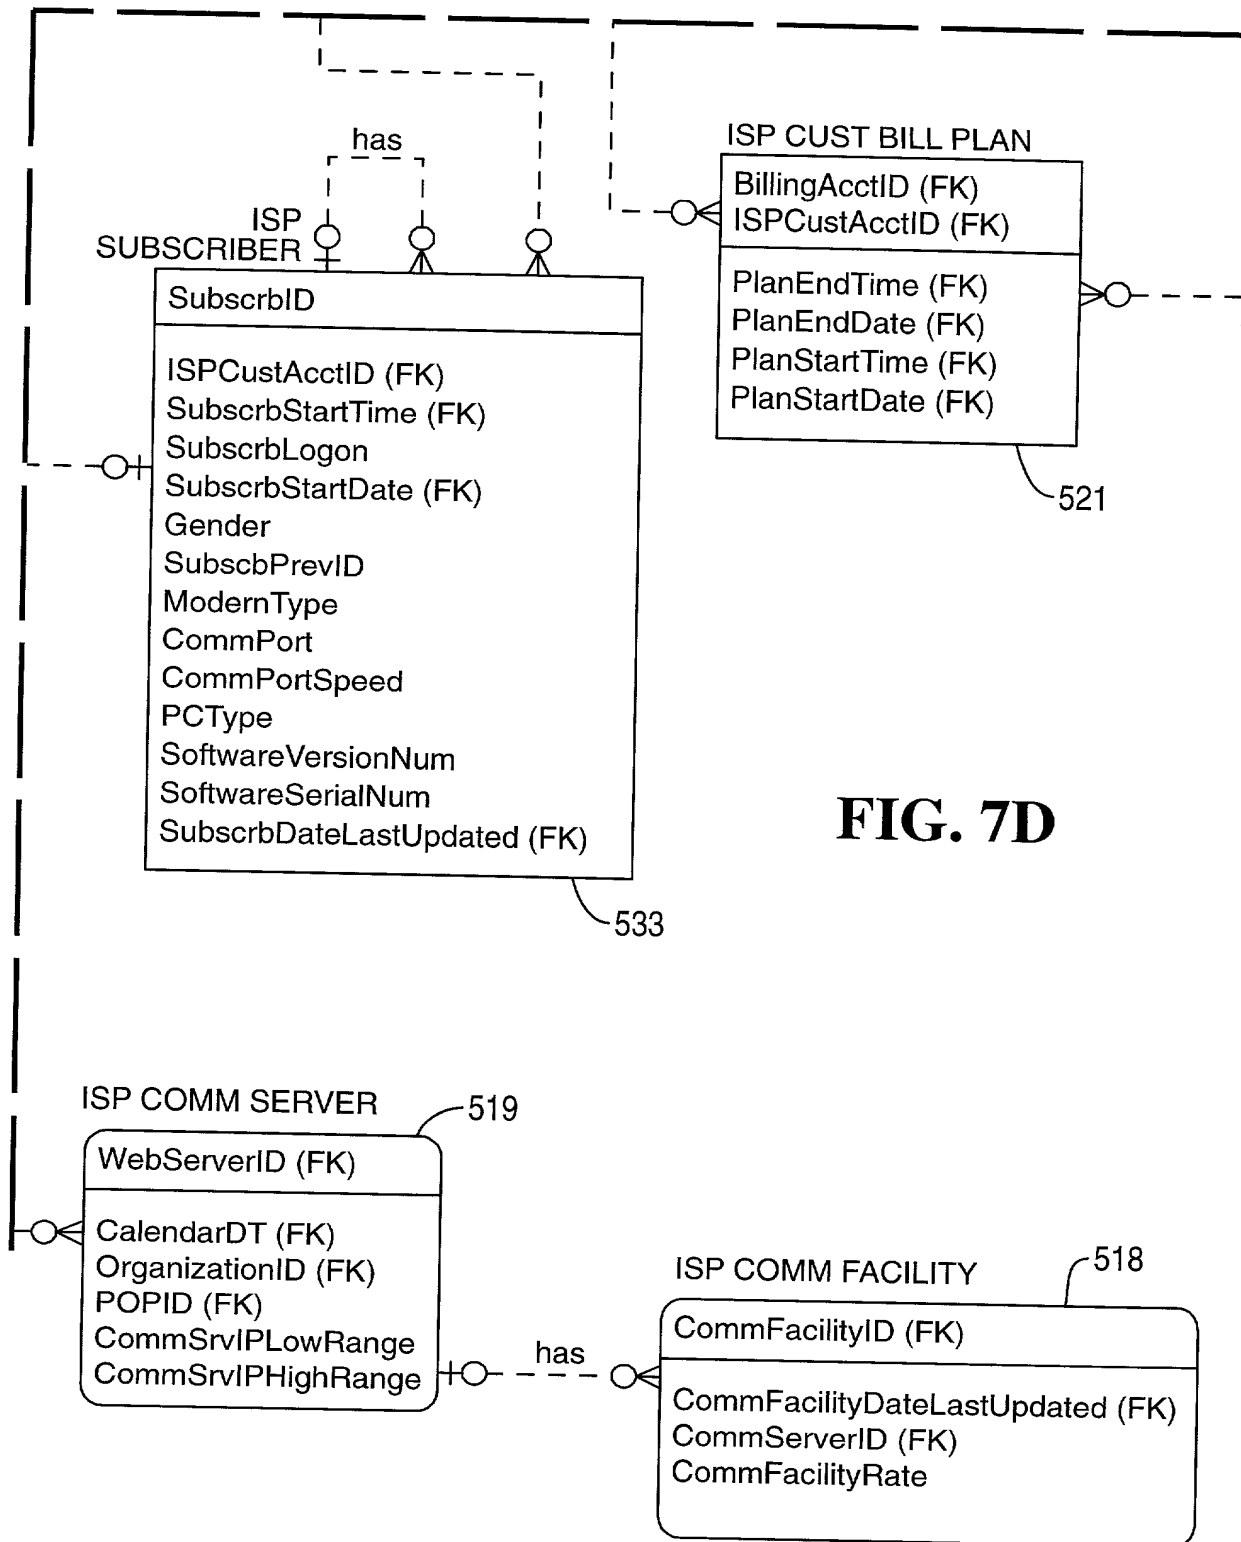 has
ISP
SUBSCRIBER
SubscrbID
ISPCustAcctID (FK)
SubscrbStartTime (FK)
SubscrbLogon
SubscrbStartDate (FK)
Gender
SubscbPrevID
ModernType
CommPort
CommPortSpeed
PCType
SoftwareVersionNum
SoftwareSerialNum
SubscrbDateLastUpdated (FK)
533
ISP CUST BILL PLAN
BillingAcctID (FK)
ISPCustAcctID (FK)
PlanEndTime (FK)
PlanEndDate (FK)
PlanStartTime (FK)
PlanStartDate (FK)
521
FIG. 7D
ISP COMM SERVER
519
WebServerID (FK)
CalendarDT (FK)
OrganizationID (FK)
POPID (FK)
CommSrvIPLowRange
CommSrvIPHighRange
has
ISP COMM FACILITY
518
CommFacilityID (FK)
CommFacilityDateLastUpdated (FK)
CommServerID (FK)
CommFacilityRate